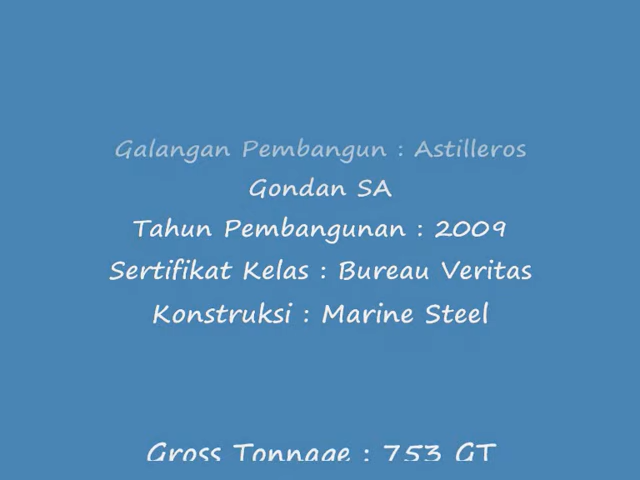 Galangan Pembangun : Astilleros
Gondan SA
Tahun Pembangunan : 2009
Sertifikat Kelas : Bureau Veritas
Konstruksi : Marine Steel
Gross Tonnage : 753 GT